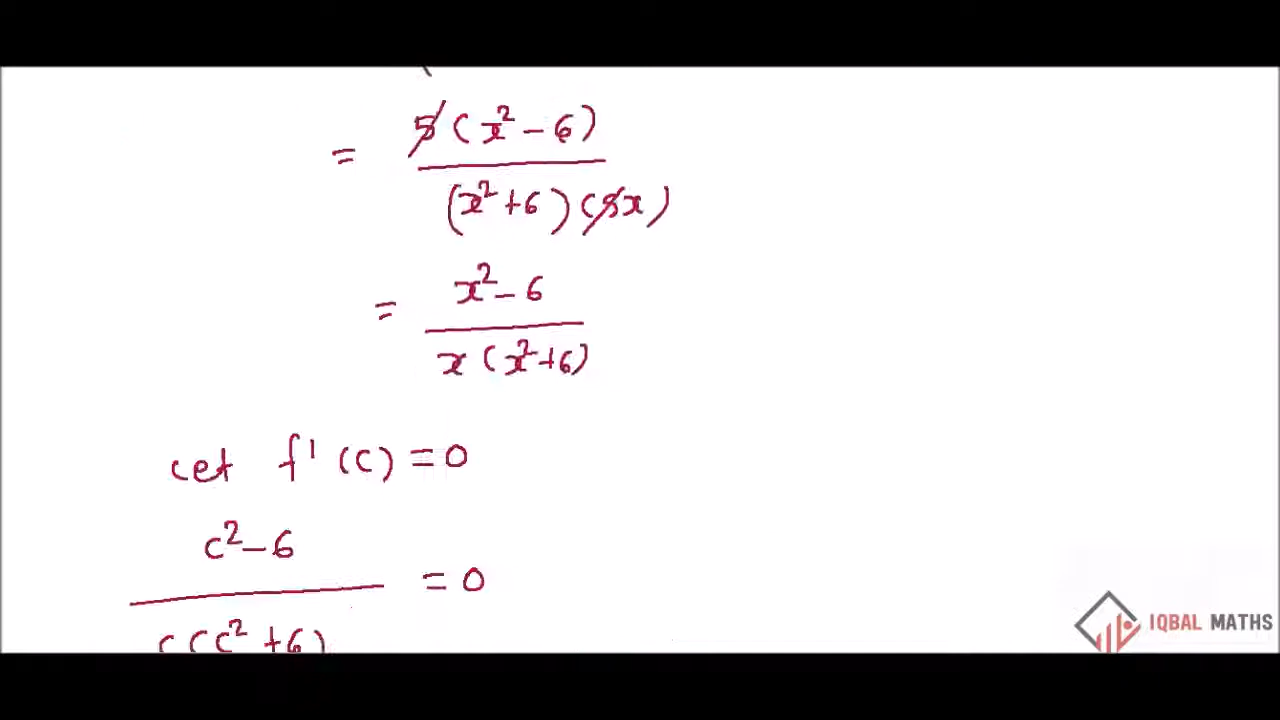 = 5(x² - 6)
(x² + 6)(5x)
= x² - 6
x(x² + 6)
Let f'(c) = 0
c² - 6
= 0
c(c² + 6)
IQBAL MATHS